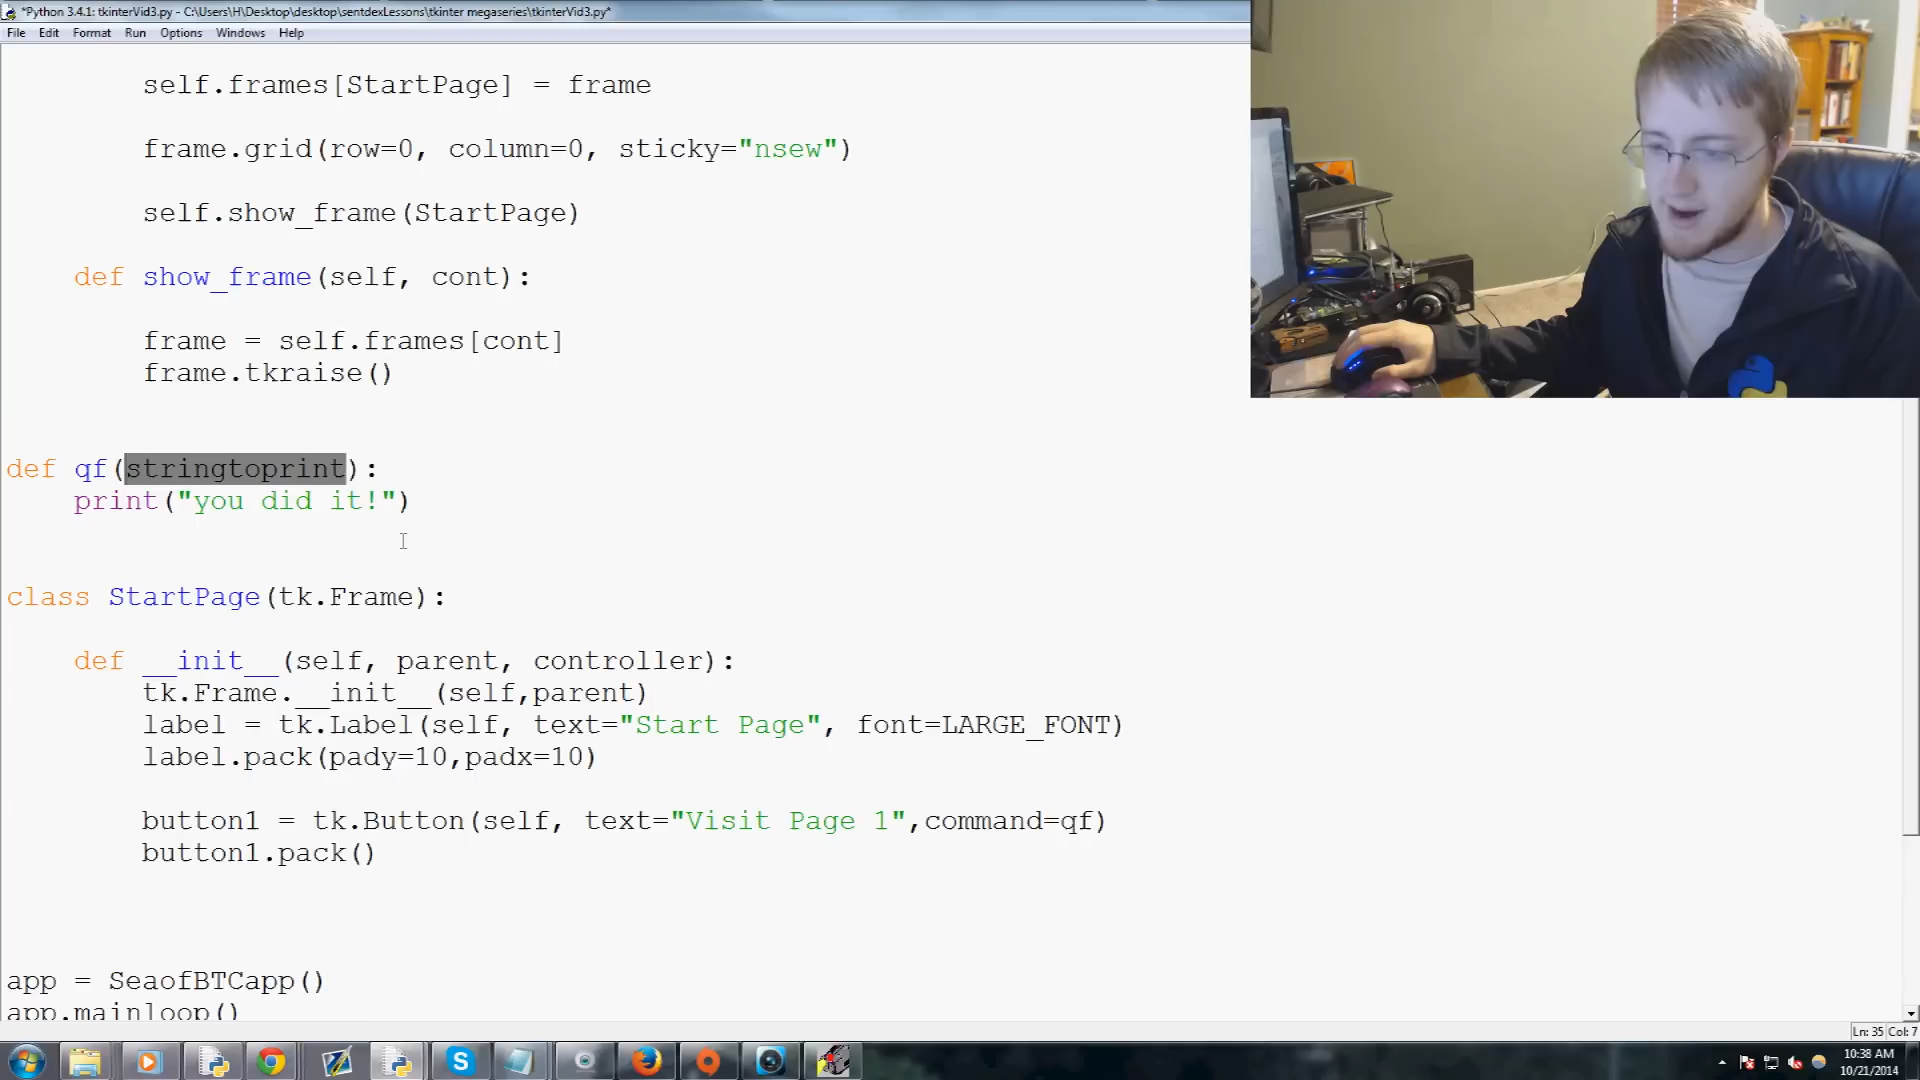 *Python 3.4.1: tkinterVid3.py - C:\Users\H\Desktop\desktop\sentdexLessons\tkinter megaseries\tkinterVid3.py*
File Edit Format Run Options Windows Help
self.frames[StartPage] = frame
frame.grid(row=0, column=0, sticky="nsew")
self.show_frame(StartPage)
def show_frame(self, cont):
frame = self.frames[cont]
frame.tkraise()
def qf(stringtoprint):
print("you did it!")
class StartPage(tk.Frame):
def __init__(self, parent, controller):
tk.Frame.__init__(self,parent)
label = tk.Label(self, text="Start Page", font=LARGE_FONT)
label.pack(pady=10,padx=10)
button1 = tk.Button(self, text="Visit Page 1",command=qf)
button1.pack()
app = SeaofBTCapp()
app.mainloop()
Ln: 35 Col: 7
10:38 AM
10/21/2014